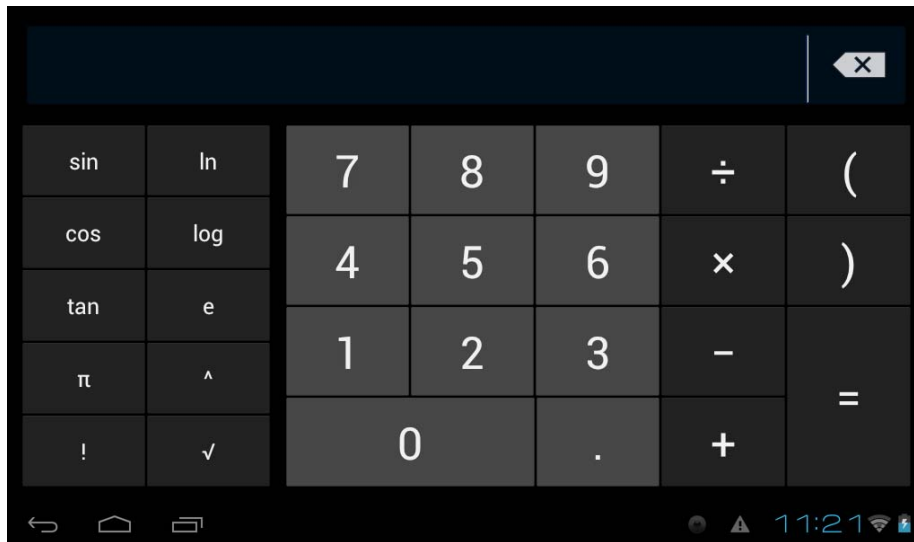 sin ln 7 8 9 ÷ (
cos log 4 5 6 × )
tan e 1 2 3 −
π ^ =
! √ 0 . +
11:21